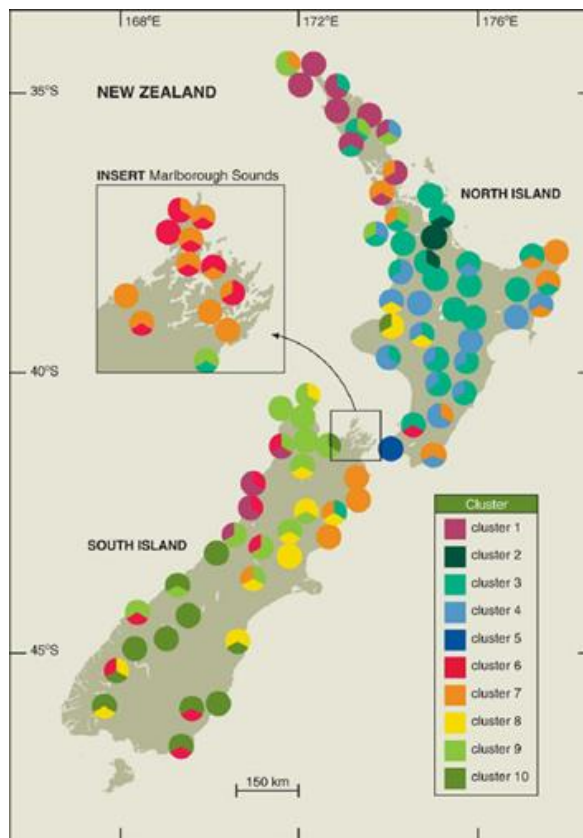 168°E
172°E
176°E
35°S
NEW ZEALAND
INSERT Marlborough Sounds
NORTH ISLAND
40°S
Cluster
cluster 1
cluster 2
cluster 3
SOUTH ISLAND
cluster 4
cluster 5
cluster 6
45°S
cluster 7
cluster 8
cluster 9
cluster 10
150 km